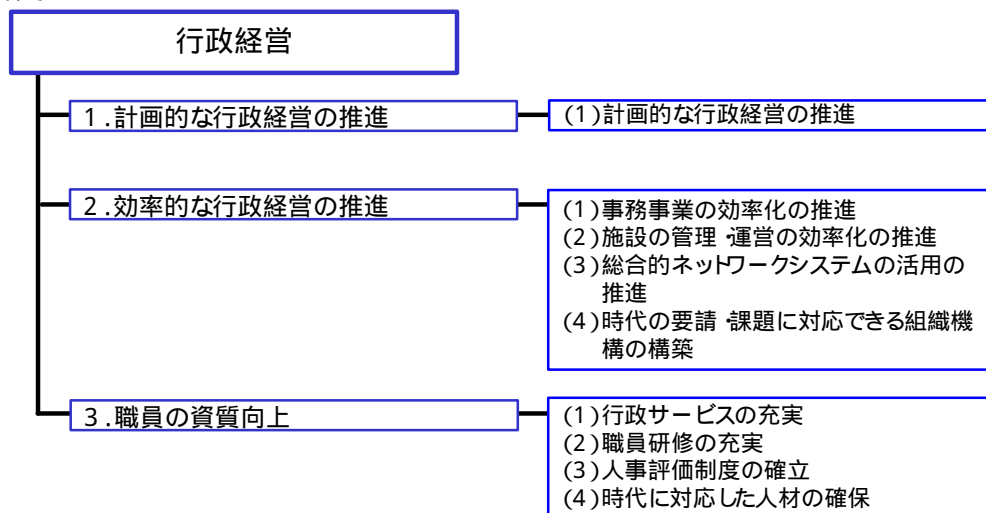 行政経営
1.計画的な行政経営の推進
(1)計画的な行政経営の推進
2.効率的な行政経営の推進
(1)事務事業の効率化の推進
(2)施設の管理・運営の効率化の推進
(3)総合的ネットワークシステムの活用の
推進
(4)時代の要請・課題に対応できる組織機
構の構築
3.職員の資質向上
(1)行政サービスの充実
(2)職員研修の充実
(3)人事評価制度の確立
(4)時代に対応した人材の確保